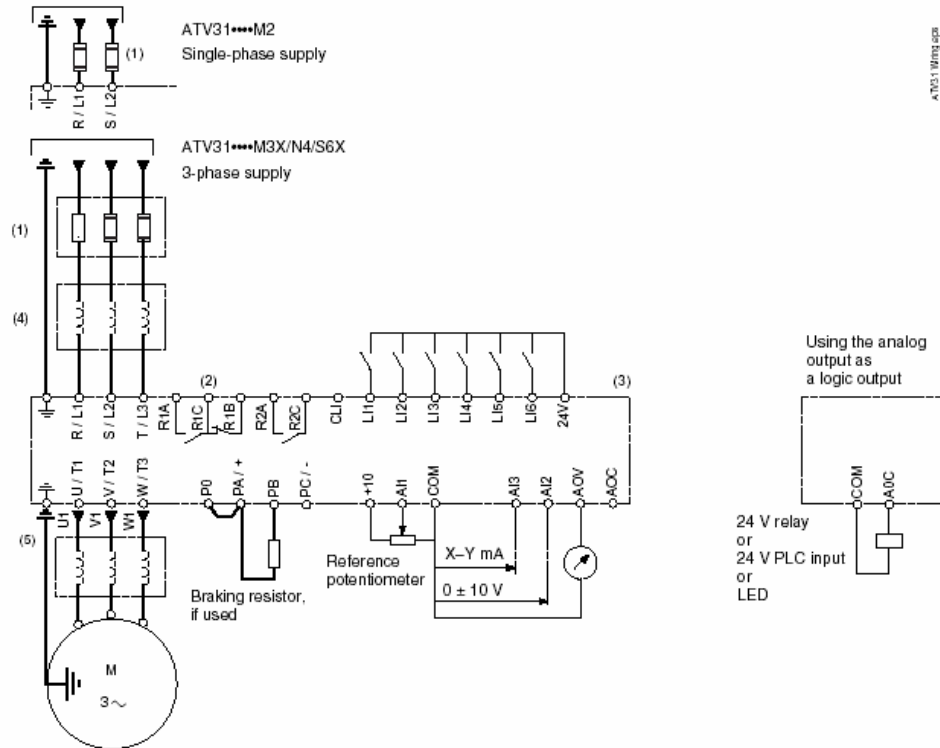 ATV31••••M2
Single-phase supply
(1)
R / L1
S / L2
ATV31••••M3X/N4/S6X
3-phase supply
(1)
(4)
(2)
(3)
R / L1
S / L2
T / L3
R1A
R1C
R1B
R2A
R2C
CLI
LI1
LI2
LI3
LI4
LI5
LI6
24V
U / T1
V / T2
W / T3
P0
PA / +
PB
PC / -
+10
AI1
COM
AI3
AI2
AOV
AOC
U1
V1
W1
(5)
Braking resistor,
if used
Reference
potentiometer
X–Y mA
0 ± 10 V
M
3~
Using the analog
output as
a logic output
COM
A0C
24 V relay
or
24 V PLC input
or
LED
ATV31 Wiring.eps